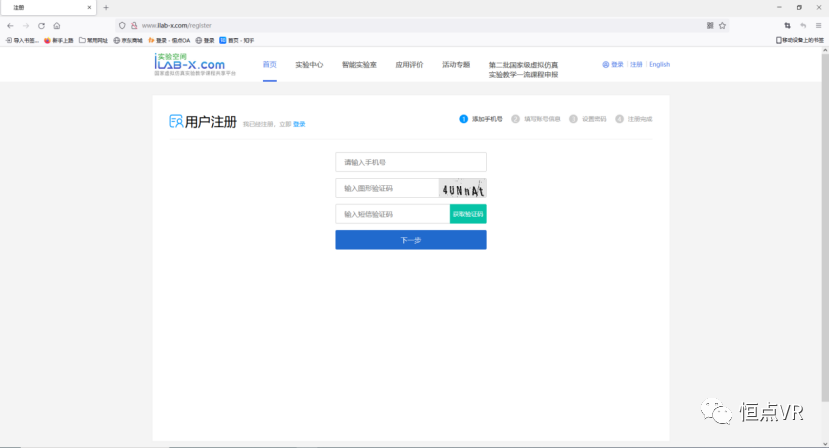 注册
www.ilab-x.com/register
导入书签... 新手上路 常用网址 京东商城 登录 - 恒点OA 登录 首页 - 知乎 移动设备上的书签
实验空间
iLAB-X.com
国家虚拟仿真实验教学课程共享平台
首页 实验中心 智能实验室 应用评价 活动专题 第二批国家级虚拟仿真
实验教学一流课程申报
登录 注册 English
用户注册 我已经注册,立即 登录
1 添加手机号 2 填写账号信息 3 设置密码 4 注册完成
请输入手机号
输入图形验证码 4UNnAt
输入短信验证码 获取验证码
下一步
恒点VR